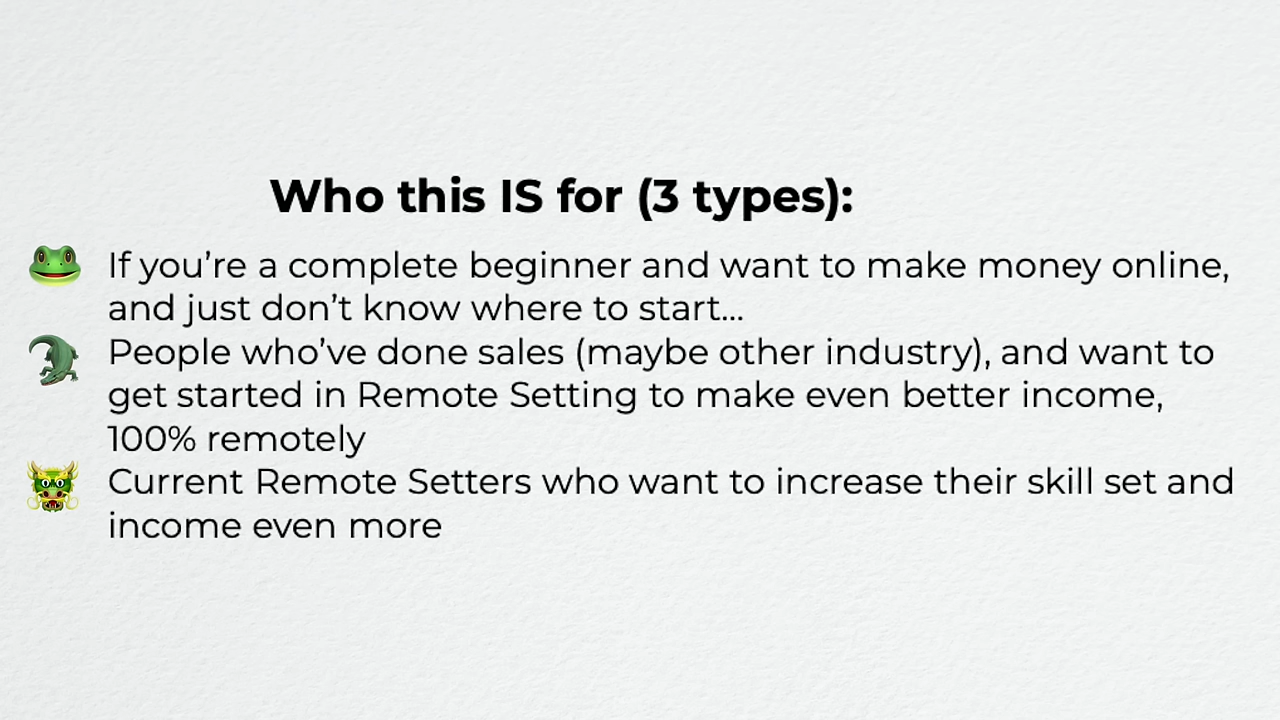 Who this IS for (3 types):
🐸 If you’re a complete beginner and want to make money online,
and just don’t know where to start...
🐊 People who’ve done sales (maybe other industry), and want to
get started in Remote Setting to make even better income,
100% remotely
🐲 Current Remote Setters who want to increase their skill set and
income even more